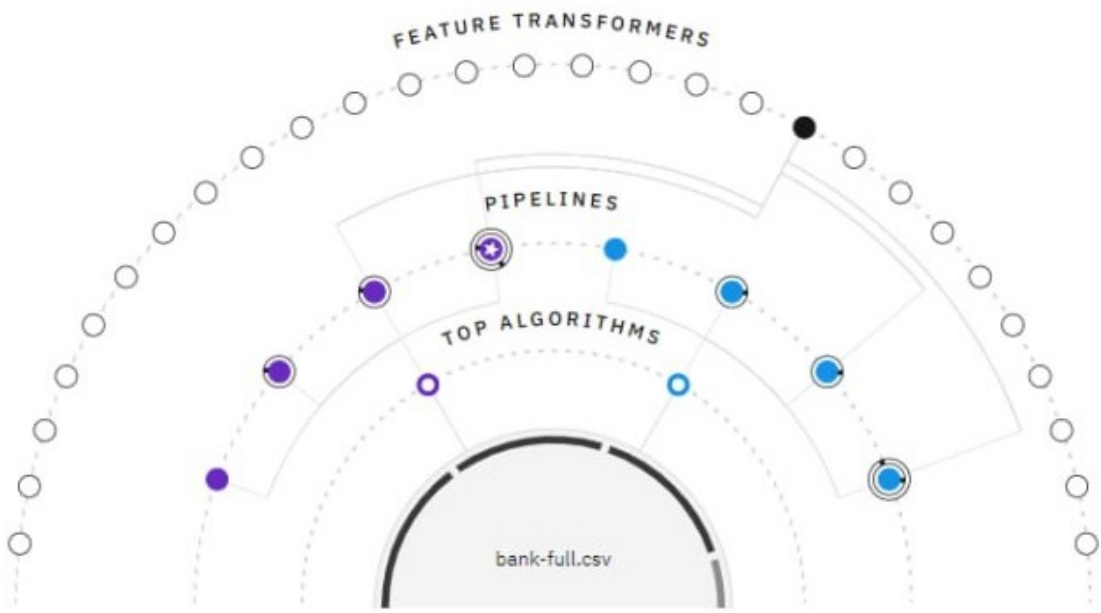 FEATURE TRANSFORMERS
PIPELINES
TOP ALGORITHMS
bank-full.csv